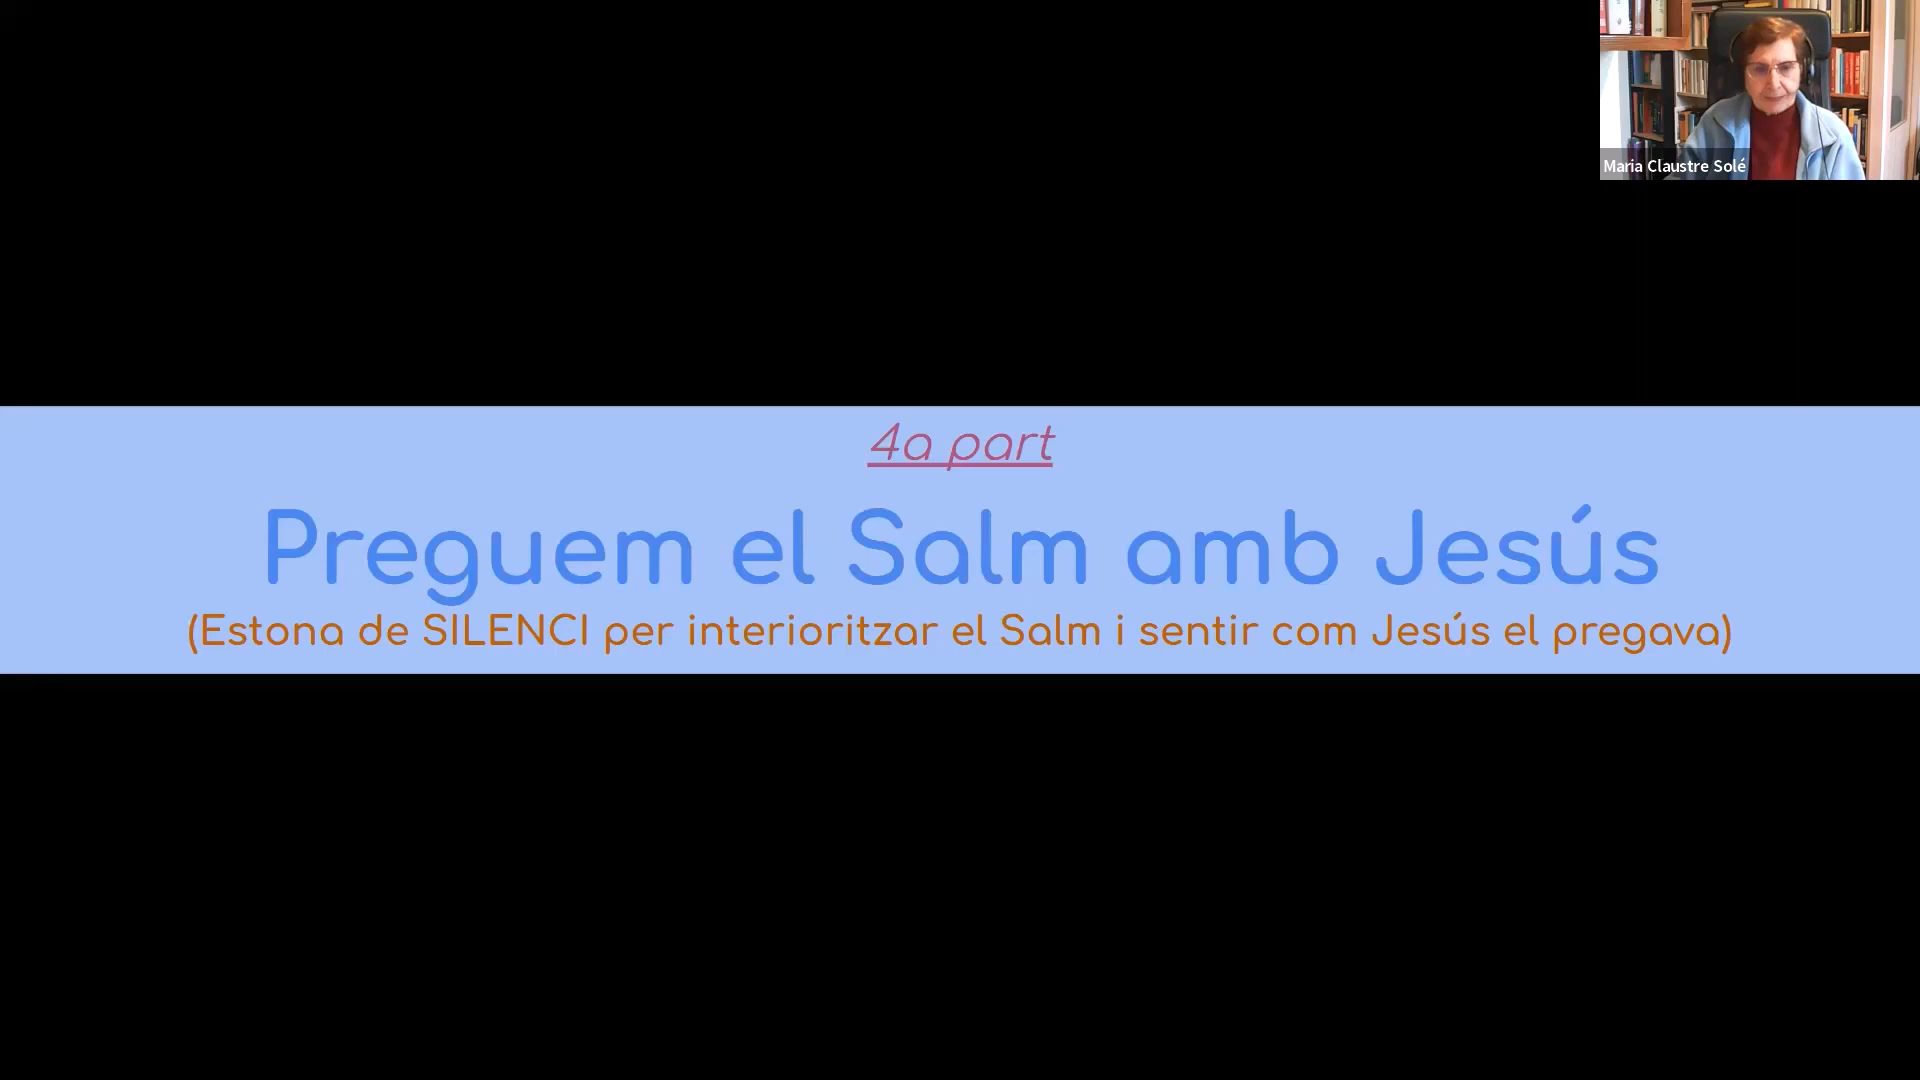 Maria Claustre Solé
4a part
Preguem el Salm amb Jesús
(Estona de SILENCI per interioritzar el Salm i sentir com Jesús el pregava)